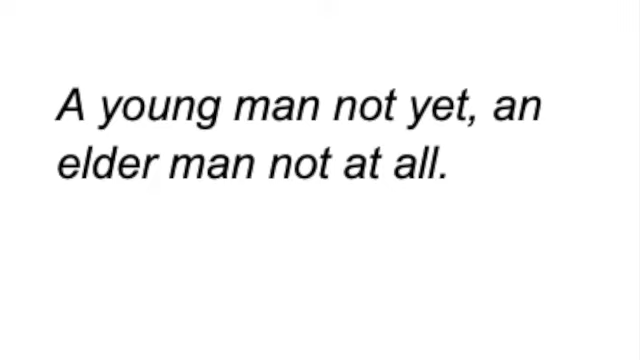 A young man not yet, an
elder man not at all.